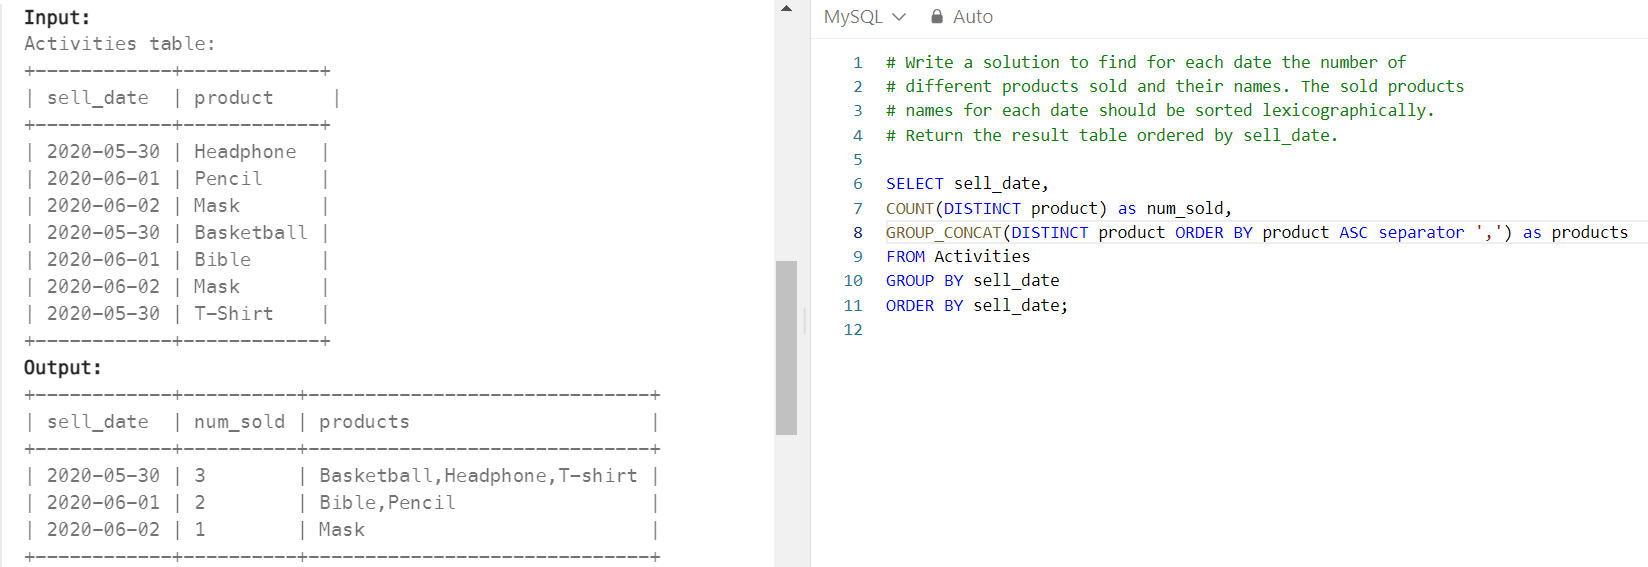 Input:
Activities table:
+------------+------------+
| sell_date  | product     |
+------------+------------+
| 2020-05-30 | Headphone  |
| 2020-06-01 | Pencil     |
| 2020-06-02 | Mask       |
| 2020-05-30 | Basketball |
| 2020-06-01 | Bible      |
| 2020-06-02 | Mask       |
| 2020-05-30 | T-Shirt    |
+------------+------------+
Output:
+------------+----------+------------------------------+
| sell_date  | num_sold | products                     |
+------------+----------+------------------------------+
| 2020-05-30 | 3        | Basketball,Headphone,T-shirt |
| 2020-06-01 | 2        | Bible,Pencil                 |
| 2020-06-02 | 1        | Mask                         |
+------------+----------+------------------------------+
MySQL Auto
1 # Write a solution to find for each date the number of
2 # different products sold and their names. The sold products
3 # names for each date should be sorted lexicographically.
4 # Return the result table ordered by sell_date.
5
6 SELECT sell_date,
7 COUNT(DISTINCT product) as num_sold,
8 GROUP_CONCAT(DISTINCT product ORDER BY product ASC separator ',') as products
9 FROM Activities
10 GROUP BY sell_date
11 ORDER BY sell_date;
12